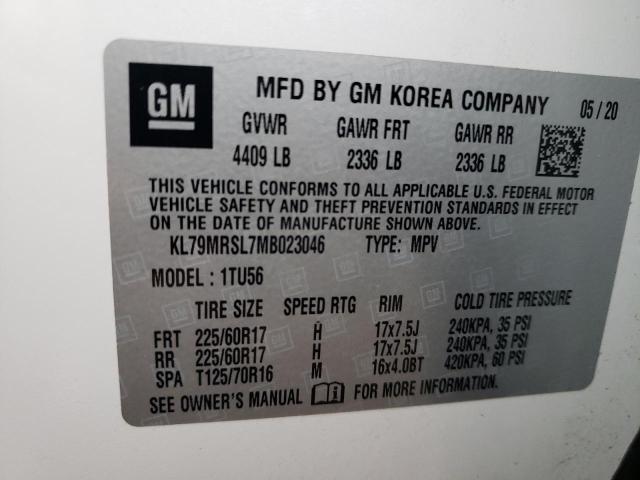 GM
MFD BY GM KOREA COMPANY 05/20
GVWR GAWR FRT GAWR RR
4409 LB 2336 LB 2336 LB
THIS VEHICLE CONFORMS TO ALL APPLICABLE U.S. FEDERAL MOTOR
VEHICLE SAFETY AND THEFT PREVENTION STANDARDS IN EFFECT
ON THE DATE OF MANUFACTURE SHOWN ABOVE.
KL79MRSL7MB023046 TYPE: MPV
MODEL : 1TU56
TIRE SIZE SPEED RTG RIM COLD TIRE PRESSURE
FRT 225/60R17 H 17x7.5J 240KPA, 35 PSI
RR 225/60R17 H 17x7.5J 240KPA, 35 PSI
SPA T125/70R16 M 16x4.0BT 420KPA, 60 PSI
SEE OWNER'S MANUAL FOR MORE INFORMATION.